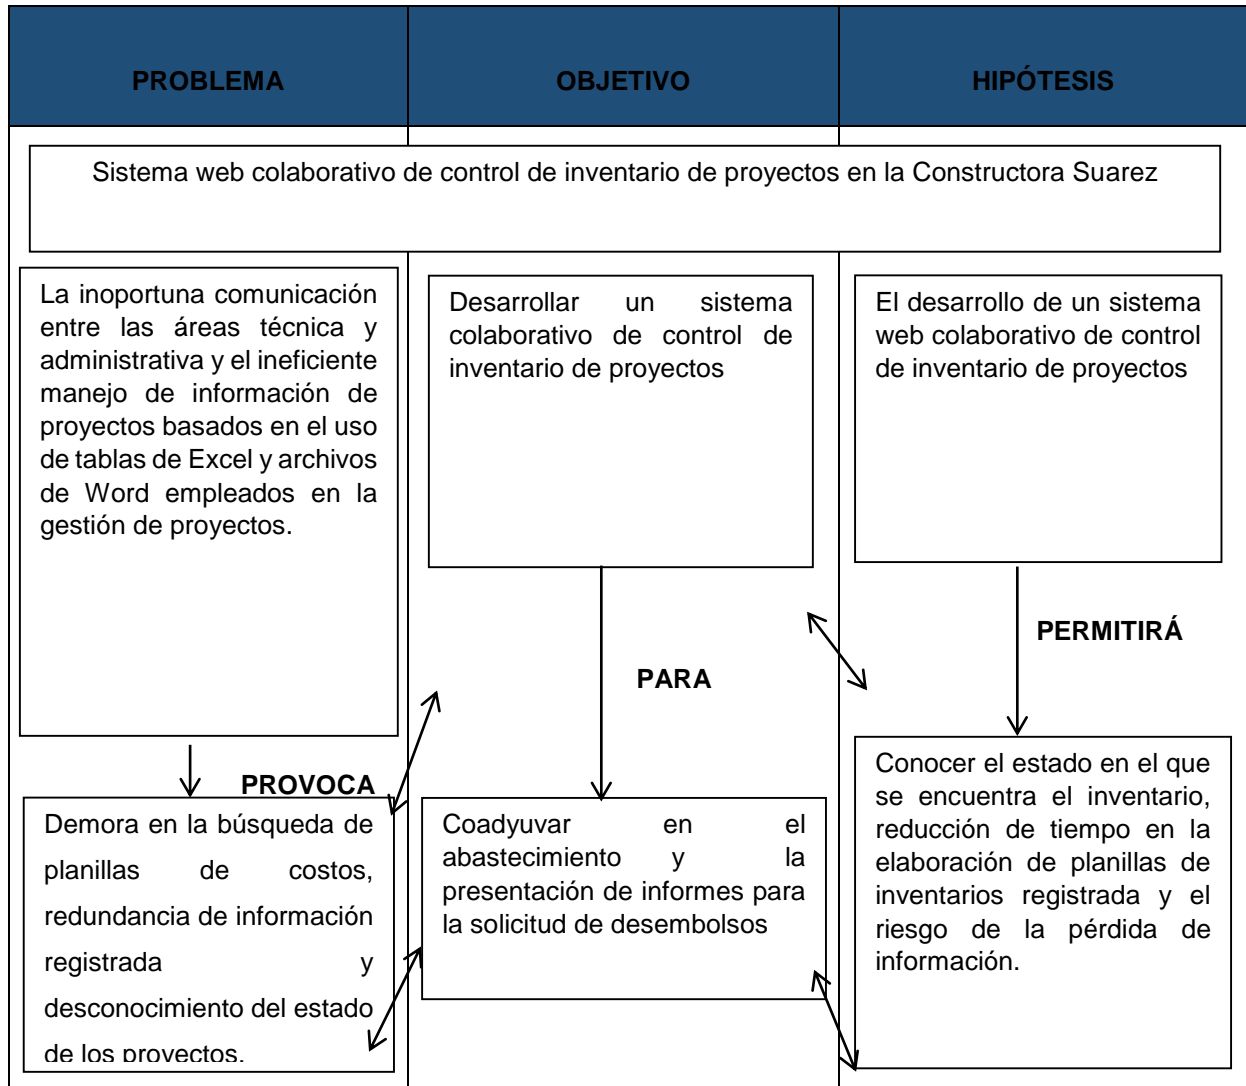 PROBLEMA
OBJETIVO
HIPÓTESIS
Sistema web colaborativo de control de inventario de proyectos en la Constructora Suarez
La inoportuna comunicación
entre las áreas técnica y
administrativa y el ineficiente
manejo de información de
proyectos basados en el uso
de tablas de Excel y archivos
de Word empleados en la
gestión de proyectos.
PROVOCA
Demora en la búsqueda de
planillas de costos,
redundancia de información
registrada y
desconocimiento del estado
de los proyectos.
Desarrollar un sistema
colaborativo de control de
inventario de proyectos
PARA
Coadyuvar en el
abastecimiento y la
presentación de informes para
la solicitud de desembolsos
El desarrollo de un sistema
web colaborativo de control
de inventario de proyectos
PERMITIRÁ
Conocer el estado en el que
se encuentra el inventario,
reducción de tiempo en la
elaboración de planillas de
inventarios registrada y el
riesgo de la pérdida de
información.